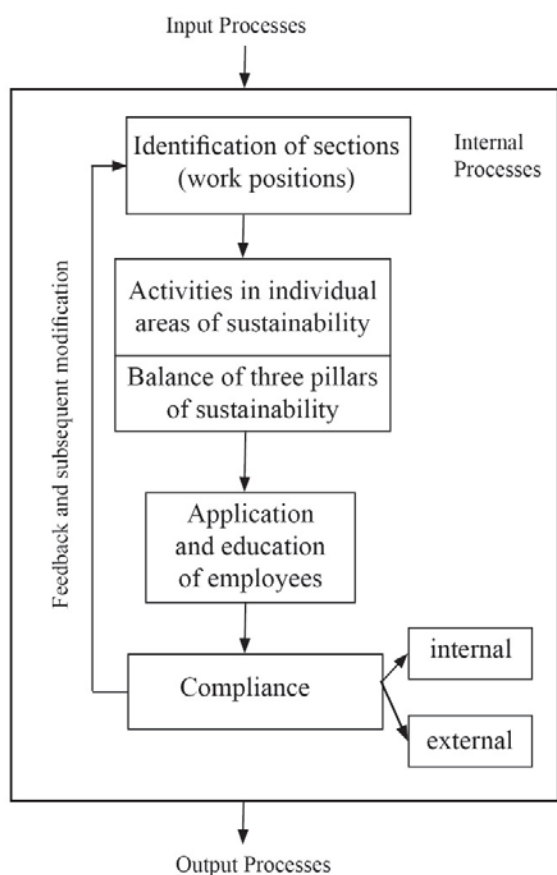 Input Processes
Identification of sections
(work positions)
Internal
Processes
Activities in individual
areas of sustainability
Balance of three pillars
of sustainability
Feedback and subsequent modification
Application
and education
of employees
Compliance
internal
external
Output Processes